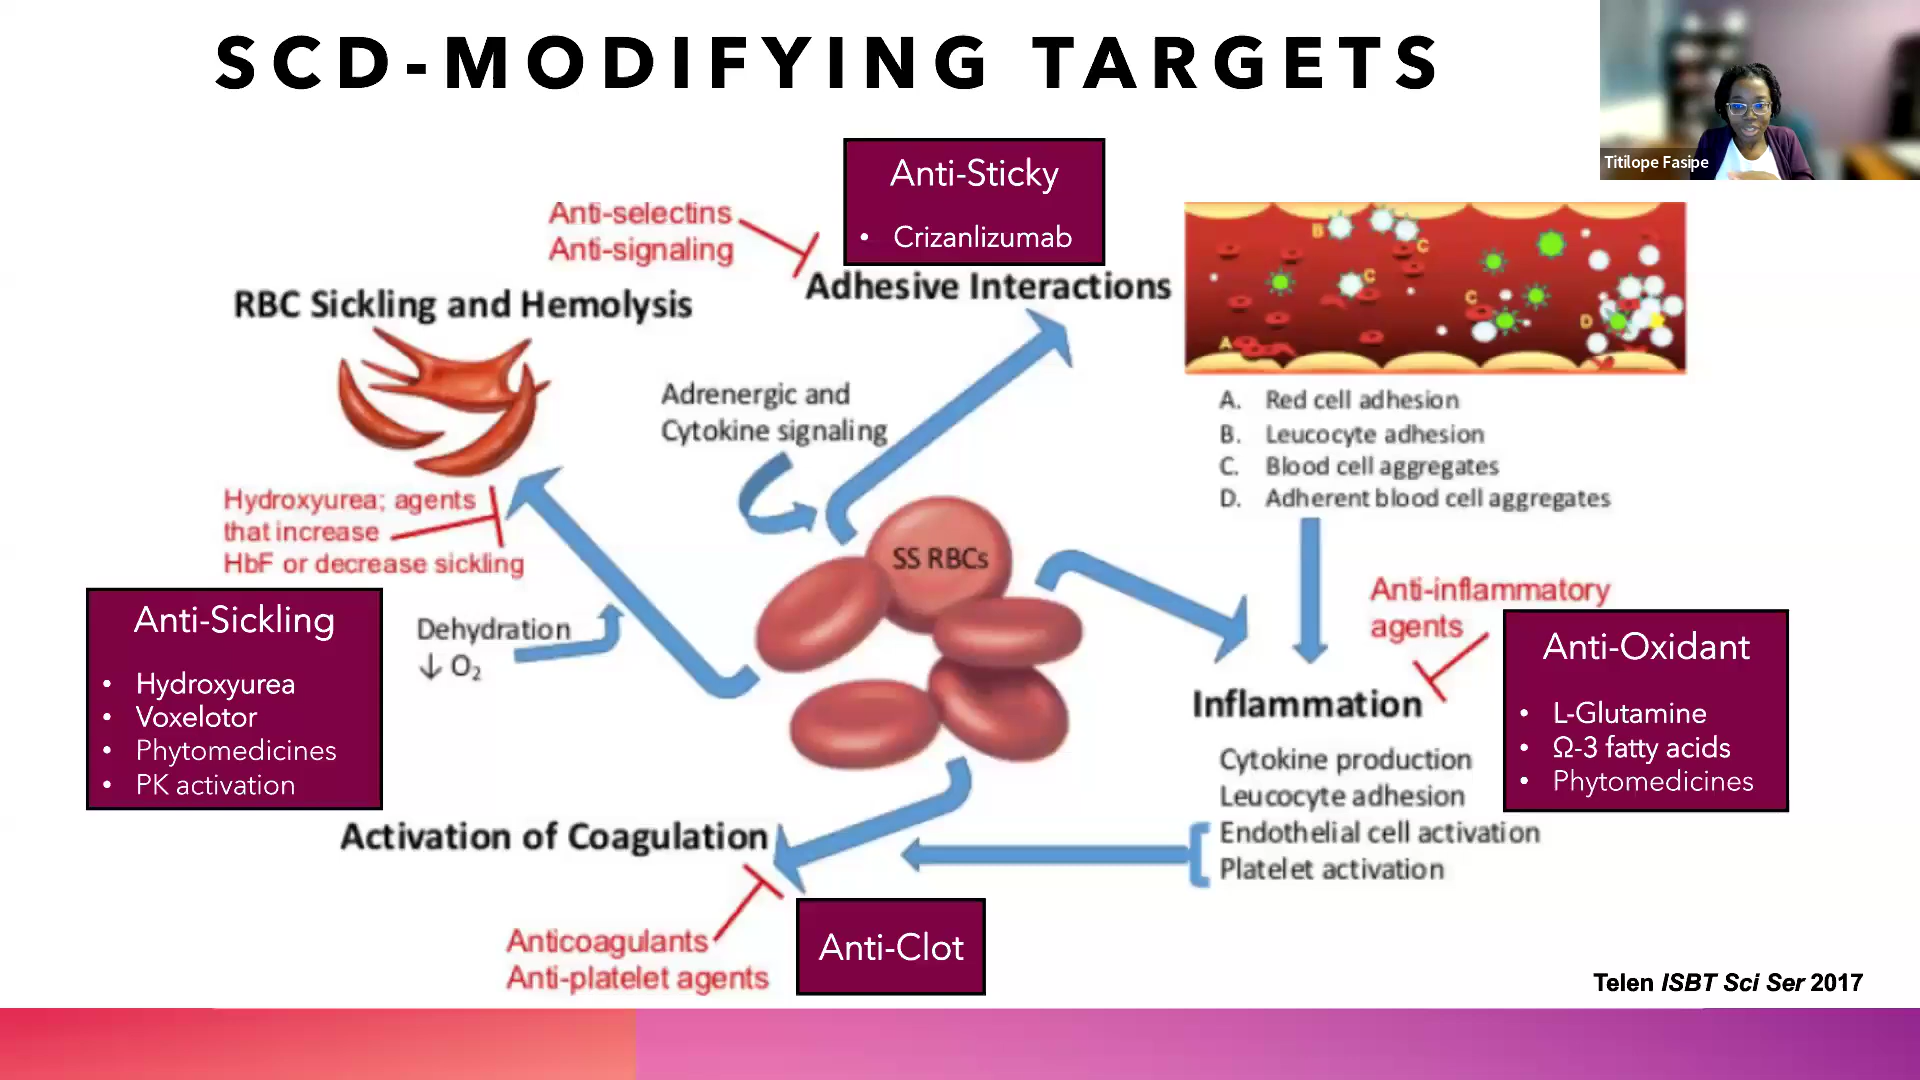 SCD-MODIFYING TARGETS
Titilope Fasipe
Anti-Sticky
• Crizanlizumab
Anti-selectins
Anti-signaling
Adhesive Interactions
RBC Sickling and Hemolysis
B
C
C
C
D
A
Adrenergic and
Cytokine signaling
A. Red cell adhesion
B. Leucocyte adhesion
C. Blood cell aggregates
D. Adherent blood cell aggregates
Hydroxyurea; agents
that increase
HbF or decrease sickling
SS RBCs
Anti-Sickling
• Hydroxyurea
• Voxelotor
• Phytomedicines
• PK activation
Dehydration
↓ O₂
Anti-inflammatory
agents
Anti-Oxidant
• L-Glutamine
• Ω-3 fatty acids
• Phytomedicines
Inflammation
Cytokine production
Leucocyte adhesion
Endothelial cell activation
Platelet activation
Activation of Coagulation
Anticoagulants
Anti-platelet agents
Anti-Clot
Telen ISBT Sci Ser 2017